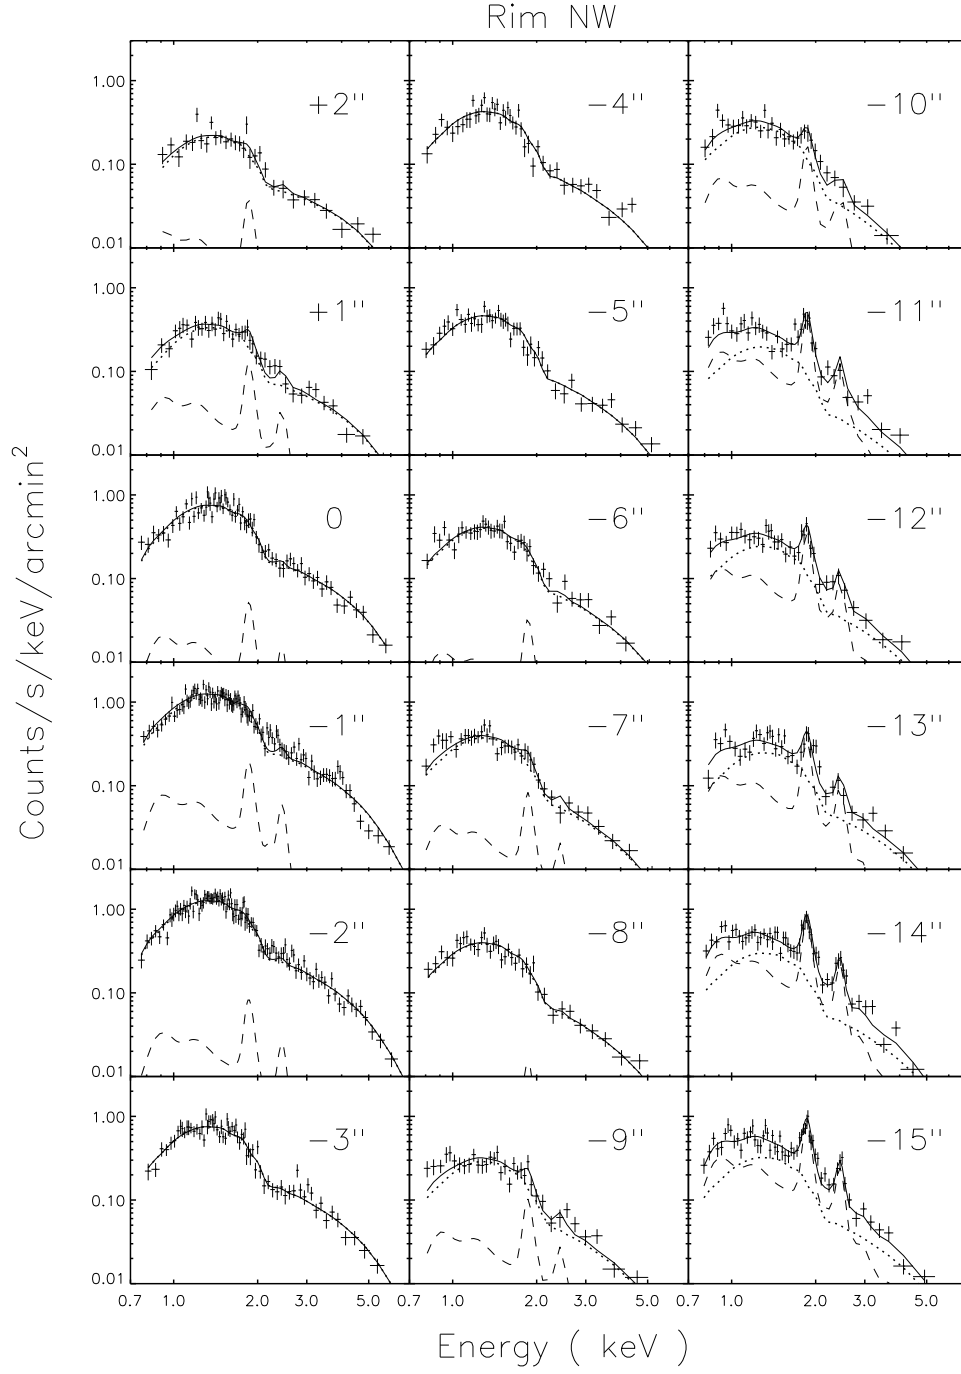 Rim NW
1.00 +2" −4" −10"
0.10
0.01
1.00 +1" −5" −11"
0.10
0.01
1.00 0 −6" −12"
0.10
0.01
1.00 −1" −7" −13"
0.10
0.01
1.00 −2" −8" −14"
0.10
0.01
1.00 −3" −9" −15"
0.10
0.01
0.7 1.0 2.0 3.0 5.0 0.7 1.0 2.0 3.0 5.0 0.7 1.0 2.0 3.0 5.0
Counts/s/keV/arcmin²
Energy ( keV )